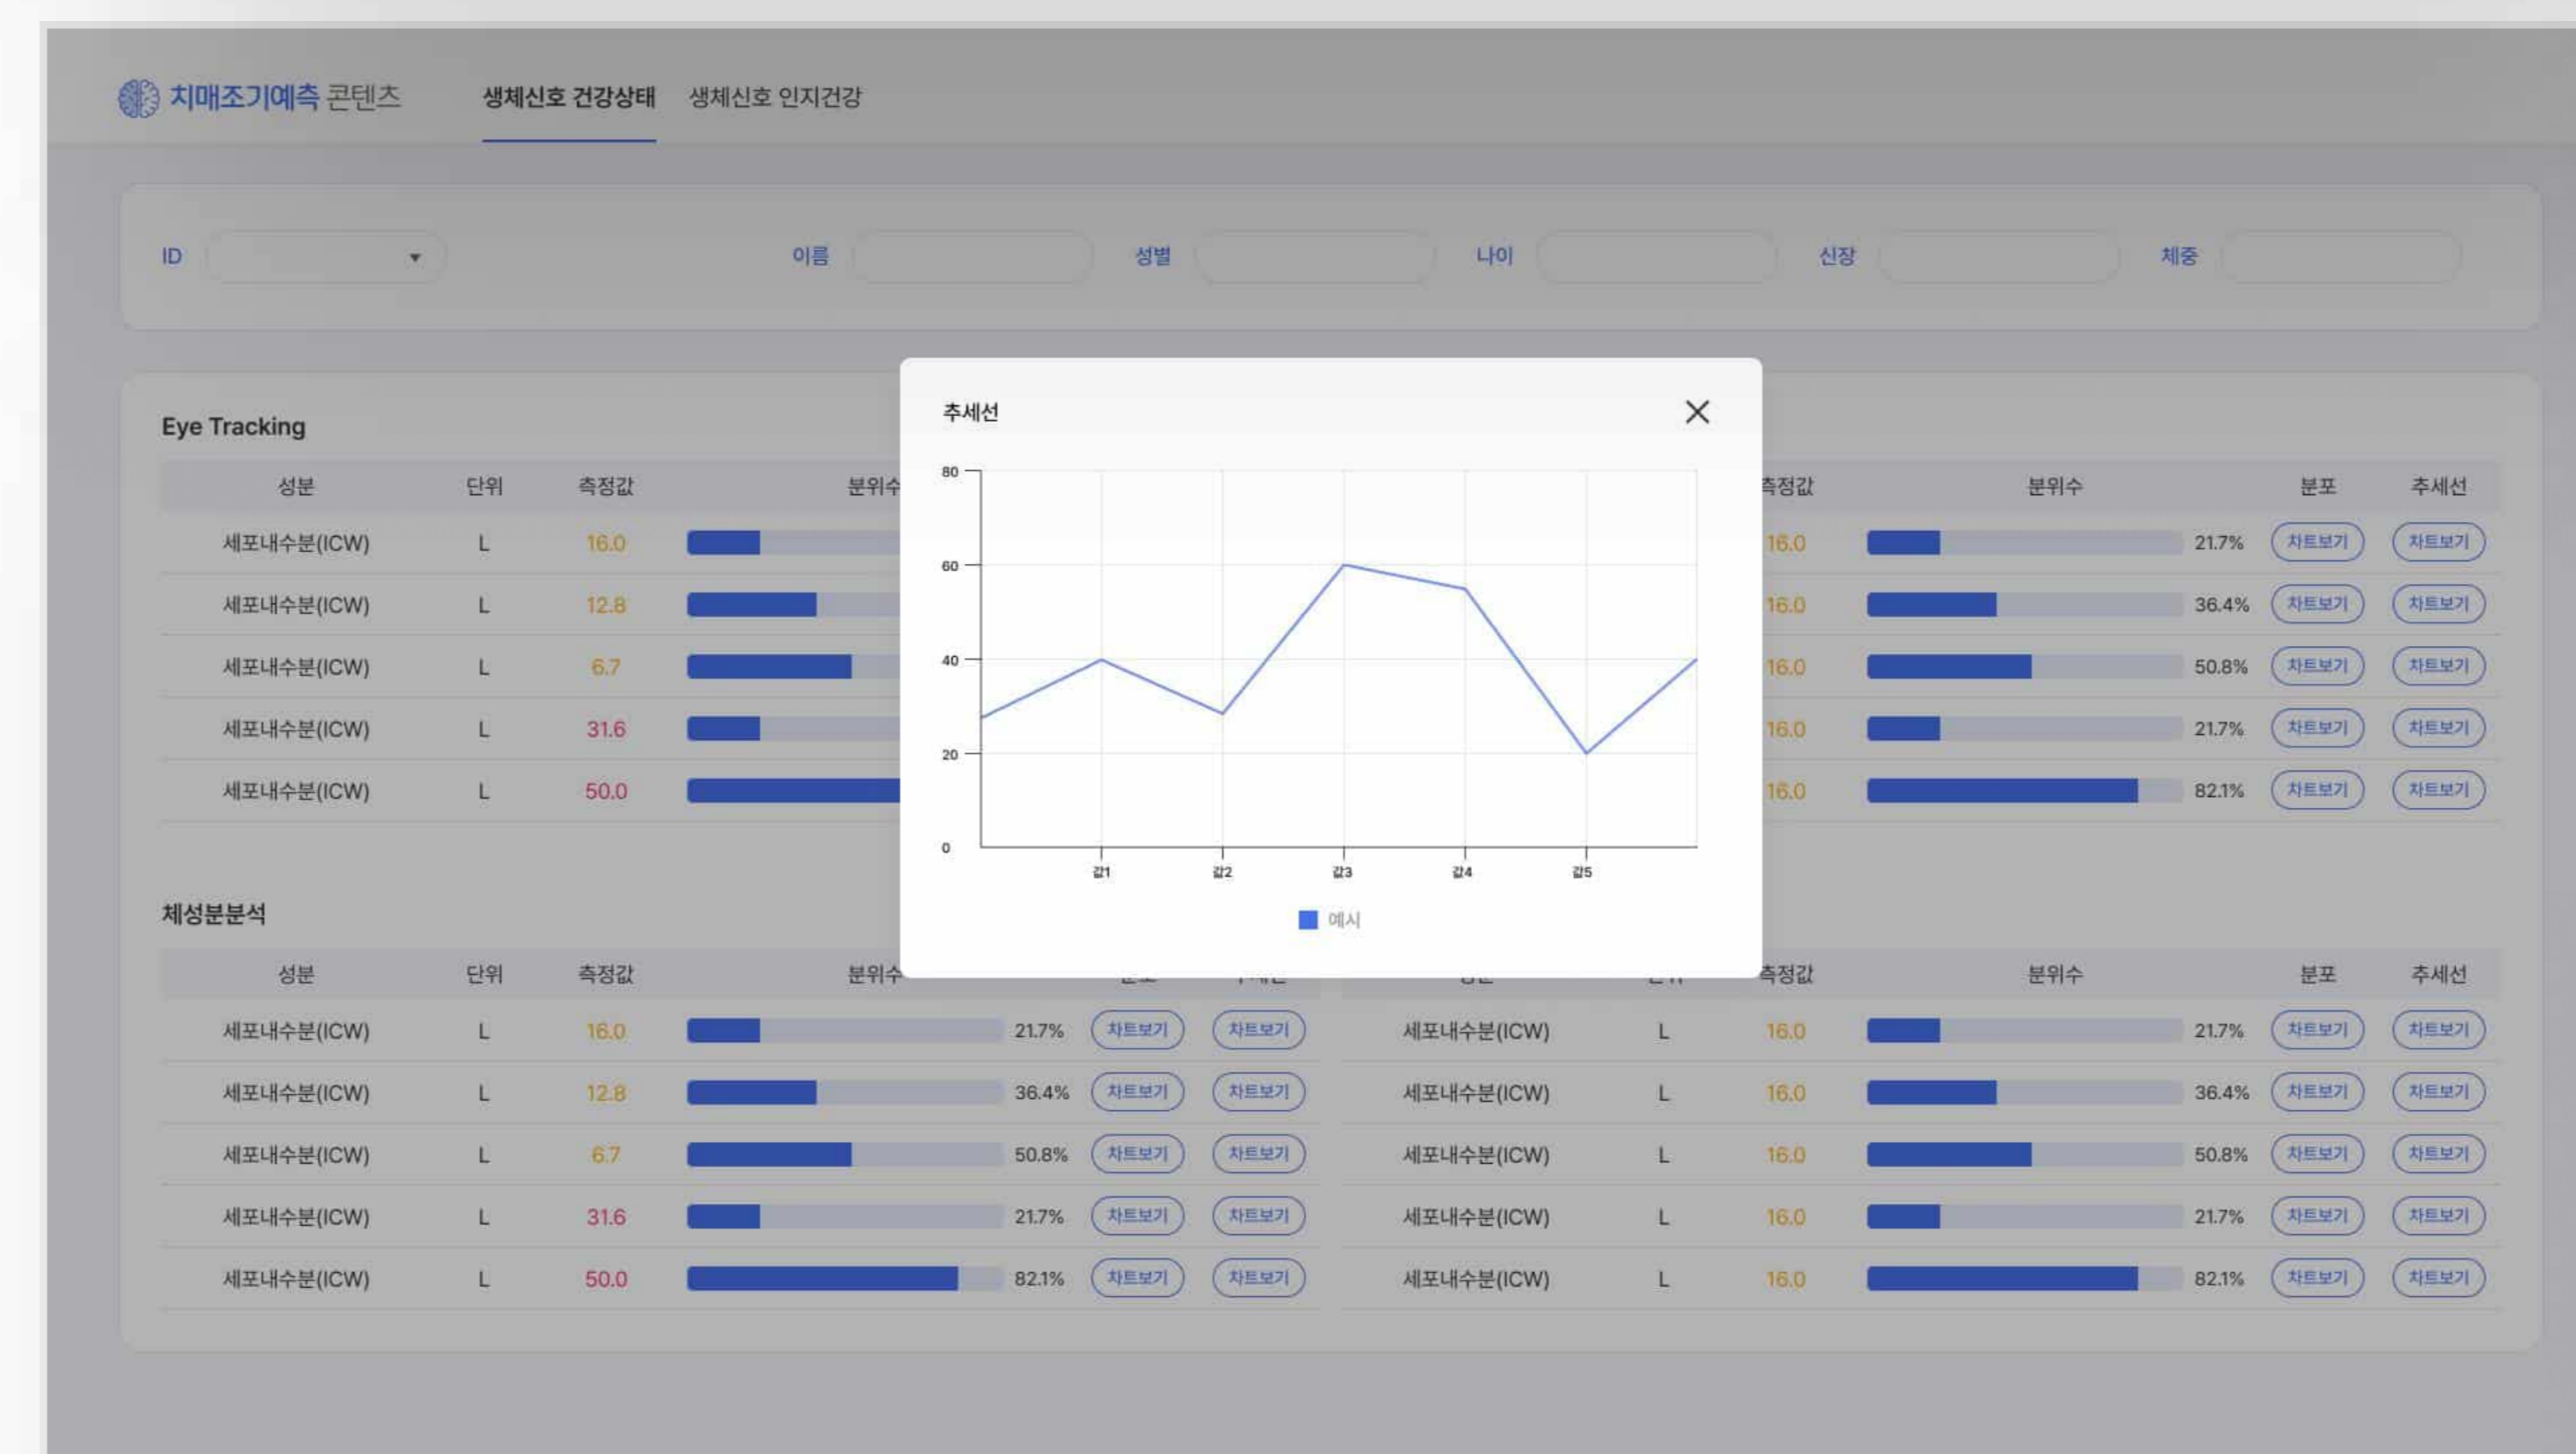 치매조기예측 콘텐츠 생체신호 건강상태 생체신호 인지건강
ID 이름 성별 나이 신장 체중
Eye Tracking
성분 단위 측정값 분위수 측정값 분위수 분포 추세선
세포내수분(ICW) L 16.0 16.0 21.7% 차트보기 차트보기
세포내수분(ICW) L 12.8 16.0 36.4% 차트보기 차트보기
세포내수분(ICW) L 6.7 16.0 50.8% 차트보기 차트보기
세포내수분(ICW) L 31.6 16.0 21.7% 차트보기 차트보기
세포내수분(ICW) L 50.0 16.0 82.1% 차트보기 차트보기
추세선
80
60
40
20
0
값1 값2 값3 값4 값5
예시
체성분분석
성분 단위 측정값 분위수 측정값 분위수 분포 추세선
세포내수분(ICW) L 16.0 21.7% 차트보기 차트보기 세포내수분(ICW) L 16.0 21.7% 차트보기 차트보기
세포내수분(ICW) L 12.8 36.4% 차트보기 차트보기 세포내수분(ICW) L 16.0 36.4% 차트보기 차트보기
세포내수분(ICW) L 6.7 50.8% 차트보기 차트보기 세포내수분(ICW) L 16.0 50.8% 차트보기 차트보기
세포내수분(ICW) L 31.6 21.7% 차트보기 차트보기 세포내수분(ICW) L 16.0 21.7% 차트보기 차트보기
세포내수분(ICW) L 50.0 82.1% 차트보기 차트보기 세포내수분(ICW) L 16.0 82.1% 차트보기 차트보기